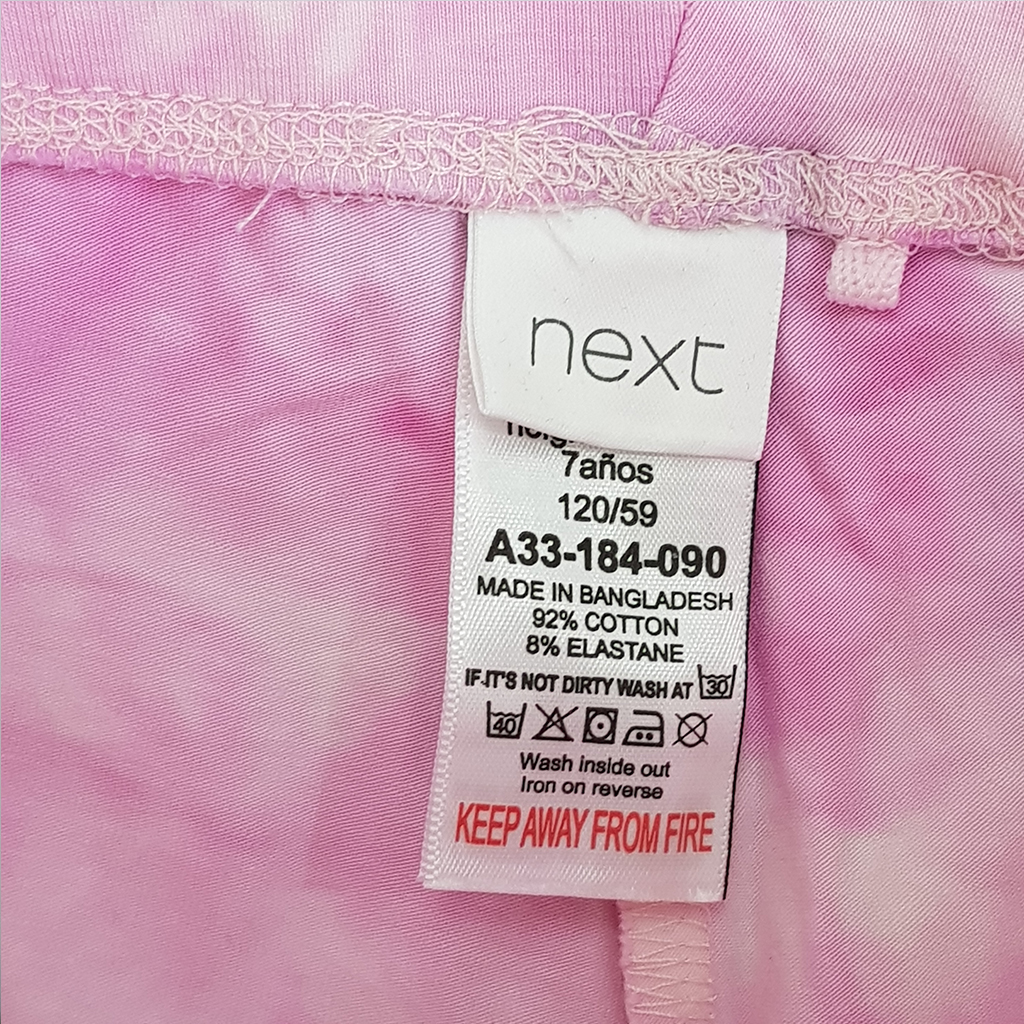 next
7años
120/59
A33-184-090
MADE IN BANGLADESH
92% COTTON
8% ELASTANE
IF IT'S NOT DIRTY WASH AT 30
40
Wash inside out
Iron on reverse
KEEP AWAY FROM FIRE